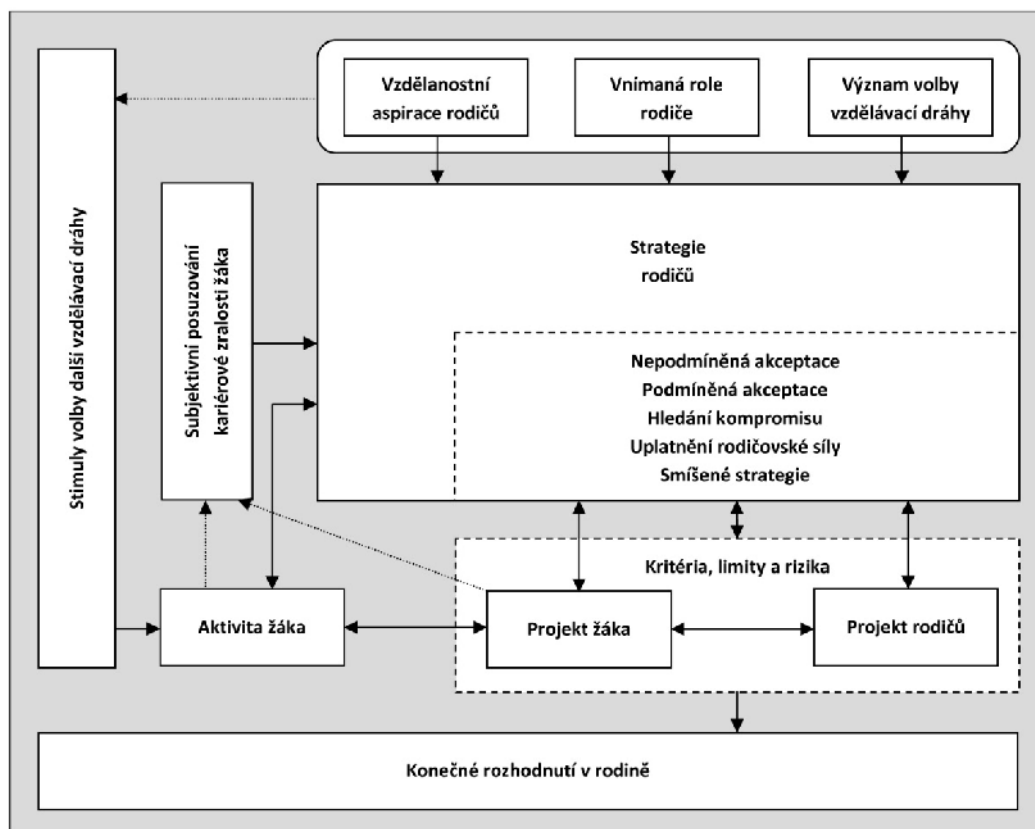 Vzdělanostní
aspirace rodičů
Vnímaná role
rodiče
Význam volby
vzdělávací dráhy
Stimuly volby další vzdělávací dráhy
Subjektivní posuzování
kariérové zralosti žáka
Strategie
rodičů
Nepodmíněná akceptace
Podmíněná akceptace
Hledání kompromisu
Uplatnění rodičovské síly
Smíšené strategie
Kritéria, limity a rizika
Aktivita žáka
Projekt žáka
Projekt rodičů
Konečné rozhodnutí v rodině